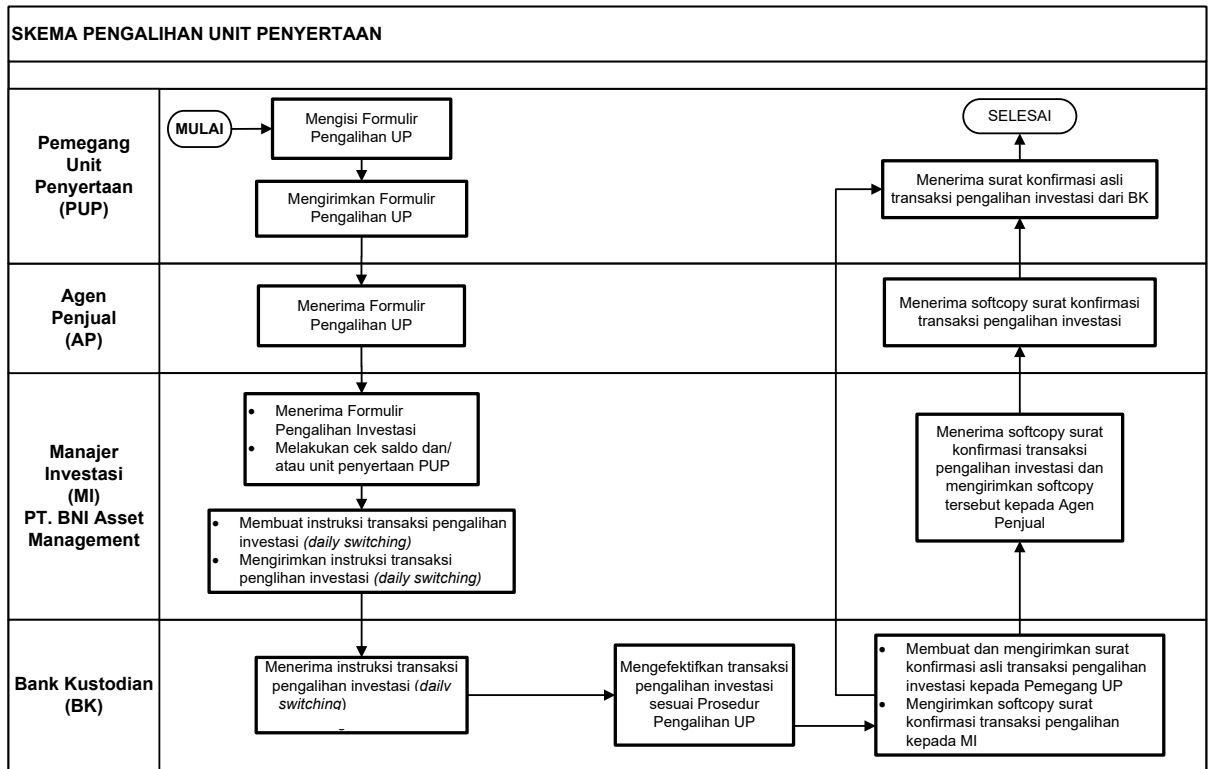 SKEMA PENGALIHAN UNIT PENYERTAAN
Pemegang
Unit
Penyertaan
(PUP)
MULAI
Mengisi Formulir
Pengalihan UP
Mengirimkan Formulir
Pengalihan UP
SELESAI
Menerima surat konfirmasi asli
transaksi pengalihan investasi dari BK
Agen
Penjual
(AP)
Menerima Formulir
Pengalihan UP
Menerima softcopy surat konfirmasi
transaksi pengalihan investasi
Manajer
Investasi
(MI)
PT. BNI Asset
Management
• Menerima Formulir
Pengalihan Investasi
• Melakukan cek saldo dan/
atau unit penyertaan PUP
• Membuat instruksi transaksi pengalihan
investasi (daily switching)
• Mengirimkan instruksi transaksi
penglihan investasi (daily switching)
Menerima softcopy surat
konfirmasi transaksi
pengalihan investasi dan
mengirimkan softcopy
tersebut kepada Agen
Penjual
Bank Kustodian
(BK)
Menerima instruksi transaksi
pengalihan investasi (daily
switching)
Mengefektifkan transaksi
pengalihan investasi
sesuai Prosedur
Pengalihan UP
• Membuat dan mengirimkan surat
konfirmasi asli transaksi pengalihan
investasi kepada Pemegang UP
• Mengirimkan softcopy surat
konfirmasi transaksi pengalihan
kepada MI